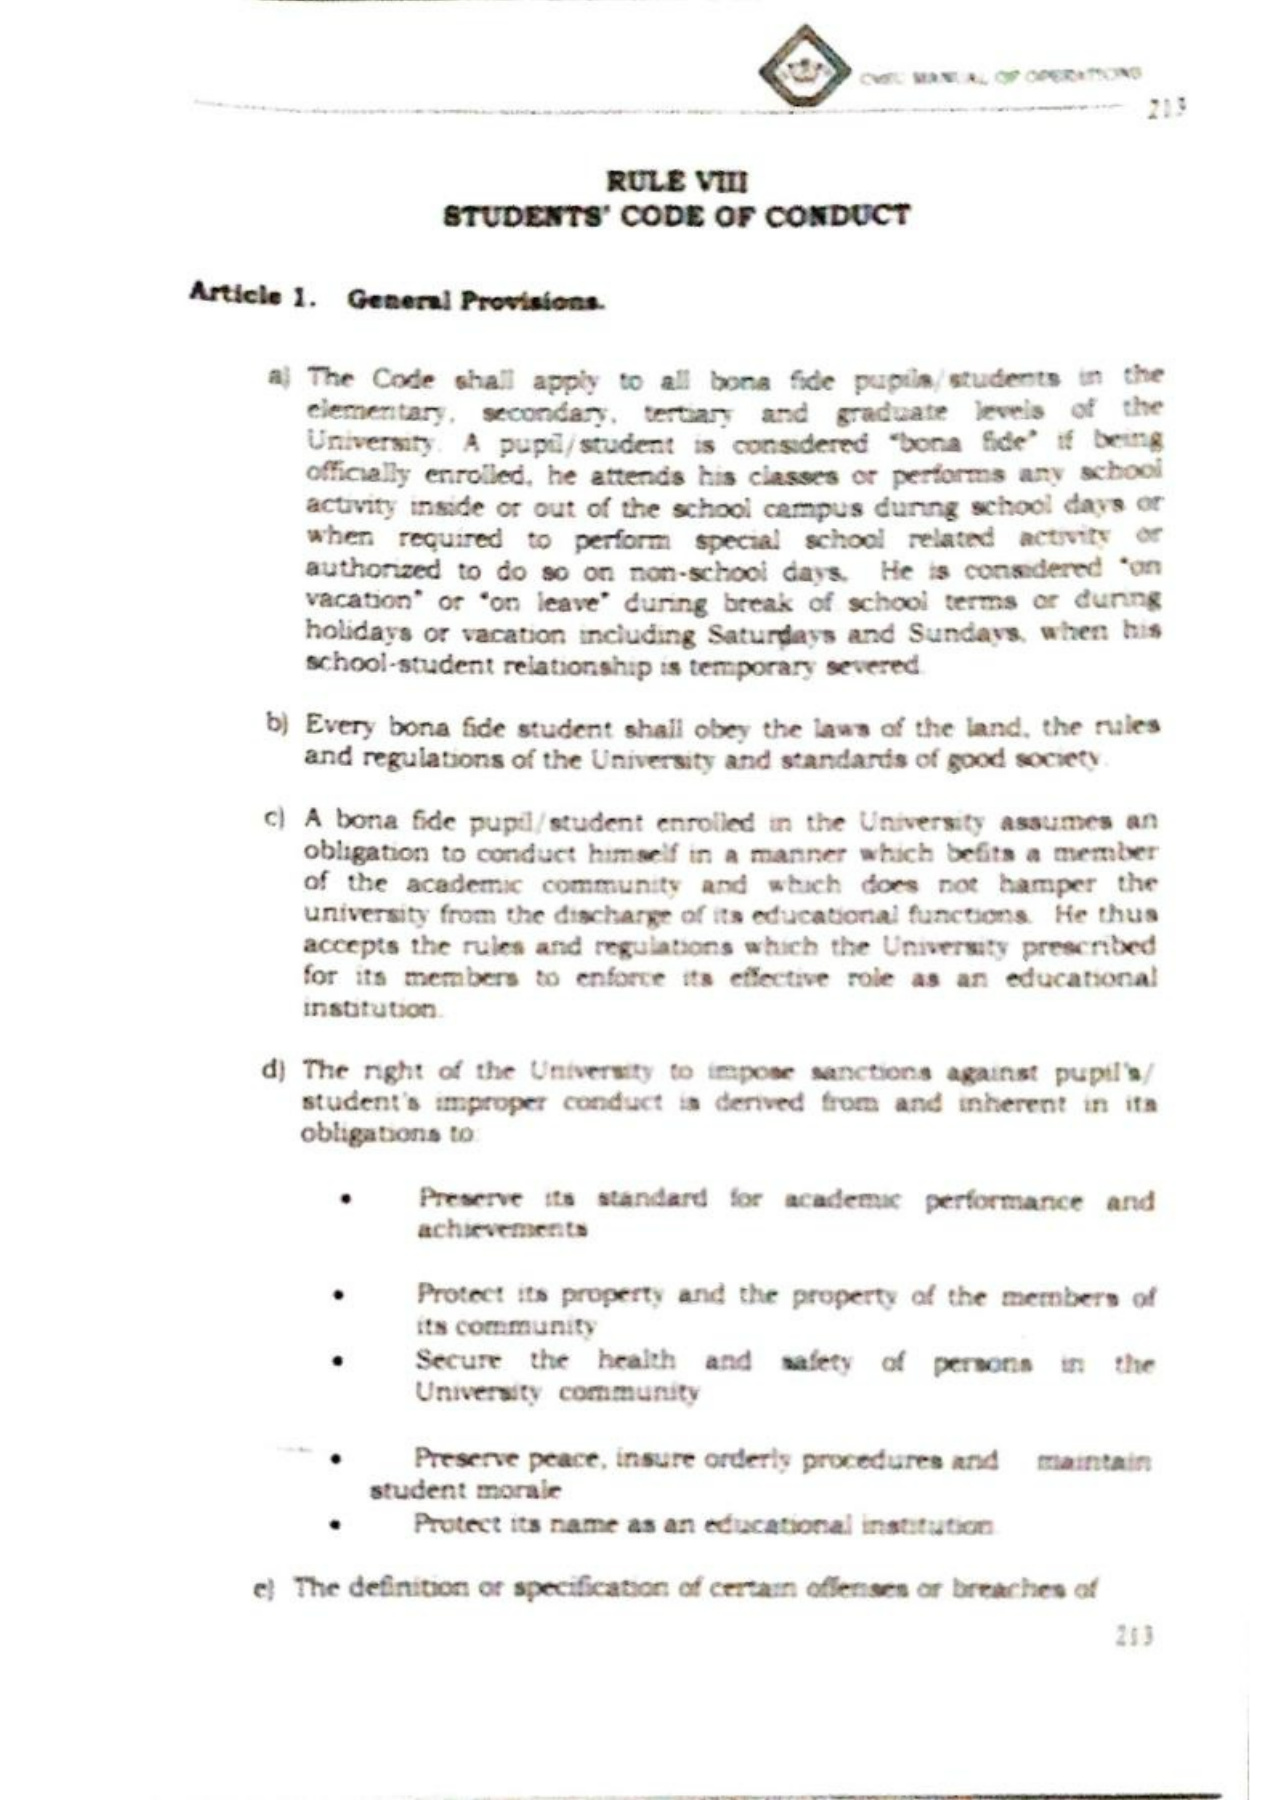 MANUAL OF OPERATIONS
213
RULE VIII
STUDENTS' CODE OF CONDUCT
Article 1. General Provisions.
a) The Code shall apply to all bona fide pupils/students in the
elementary, secondary, tertiary and graduate levels of the
University. A pupil/student is considered "bona fide" if being
officially enrolled, he attends his classes or performs any school
activity inside or out of the school campus during school days or
when required to perform special school related activity or
authorized to do so on non-school days. He is considered "on
vacation" or "on leave" during break of school terms or during
holidays or vacation including Saturdays and Sundays, when his
school-student relationship is temporary severed.
b) Every bona fide student shall obey the laws of the land, the rules
and regulations of the University and standards of good society.
c) A bona fide pupil/student enrolled in the University assumes an
obligation to conduct himself in a manner which befits a member
of the academic community and which does not hamper the
university from the discharge of its educational functions. He thus
accepts the rules and regulations which the University prescribed
for its members to enforce its effective role as an educational
institution.
d) The right of the University to impose sanctions against pupil's/
student's improper conduct is derived from and inherent in its
obligations to:
• Preserve its standard for academic performance and
achievements
• Protect its property and the property of the members of
its community
• Secure the health and safety of persons in the
University community
• Preserve peace, insure orderly procedures and maintain
student morale
• Protect its name as an educational institution.
e) The definition or specification of certain offenses or breaches of
213